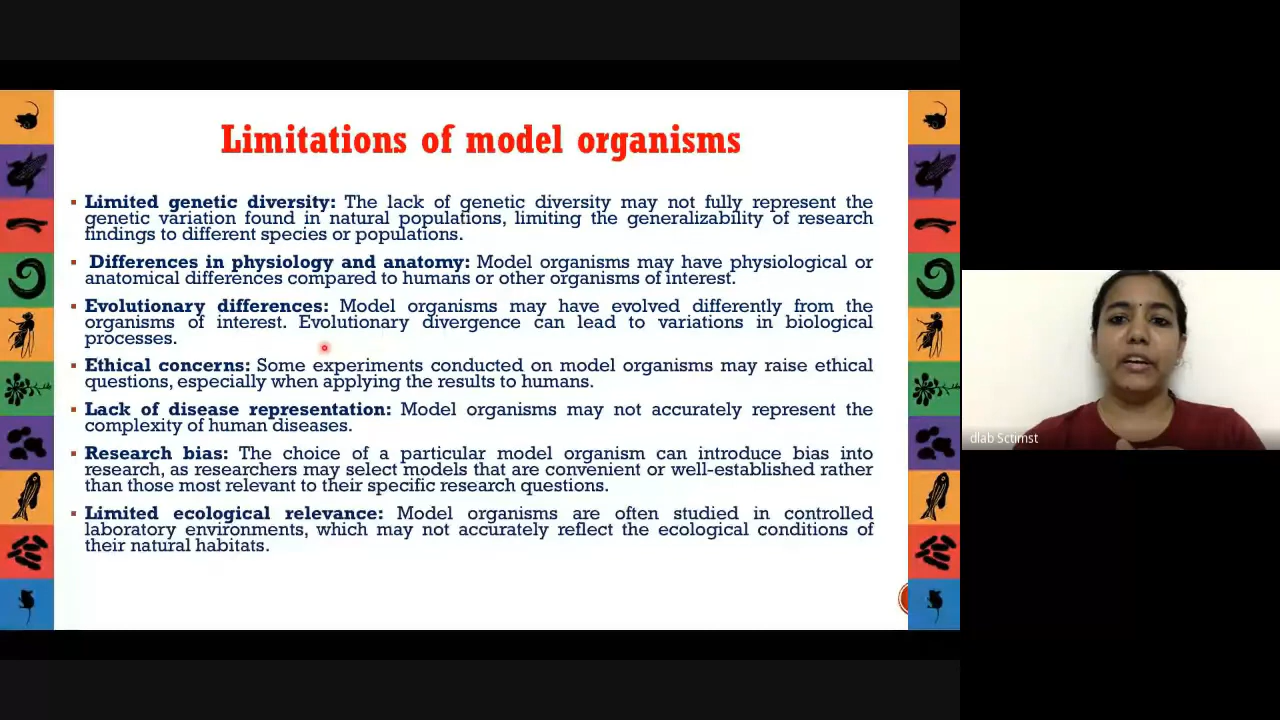 Limitations of model organisms
▪ Limited genetic diversity: The lack of genetic diversity may not fully represent the
genetic variation found in natural populations, limiting the generalizability of research
findings to different species or populations.
▪ Differences in physiology and anatomy: Model organisms may have physiological or
anatomical differences compared to humans or other organisms of interest.
▪ Evolutionary differences: Model organisms may have evolved differently from the
organisms of interest. Evolutionary divergence can lead to variations in biological
processes.
▪ Ethical concerns: Some experiments conducted on model organisms may raise ethical
questions, especially when applying the results to humans.
▪ Lack of disease representation: Model organisms may not accurately represent the
complexity of human diseases.
▪ Research bias: The choice of a particular model organism can introduce bias into
research, as researchers may select models that are convenient or well-established rather
than those most relevant to their specific research questions.
▪ Limited ecological relevance: Model organisms are often studied in controlled
laboratory environments, which may not accurately reflect the ecological conditions of
their natural habitats.
dlab Sctimst